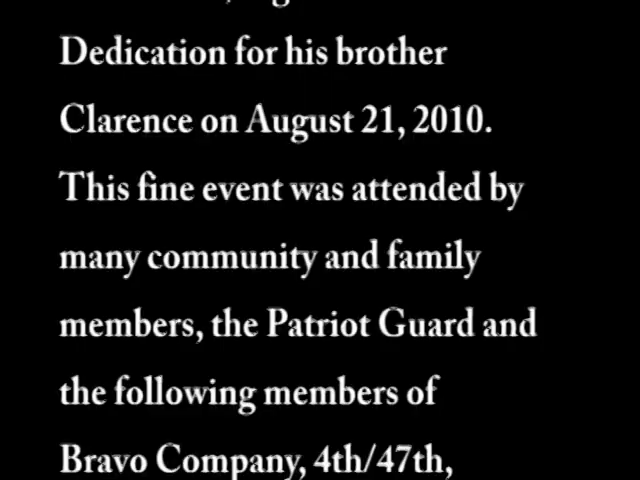 Dedication for his brother
Clarence on August 21, 2010.
This fine event was attended by
many community and family
members, the Patriot Guard and
the following members of
Bravo Company, 4th/47th,